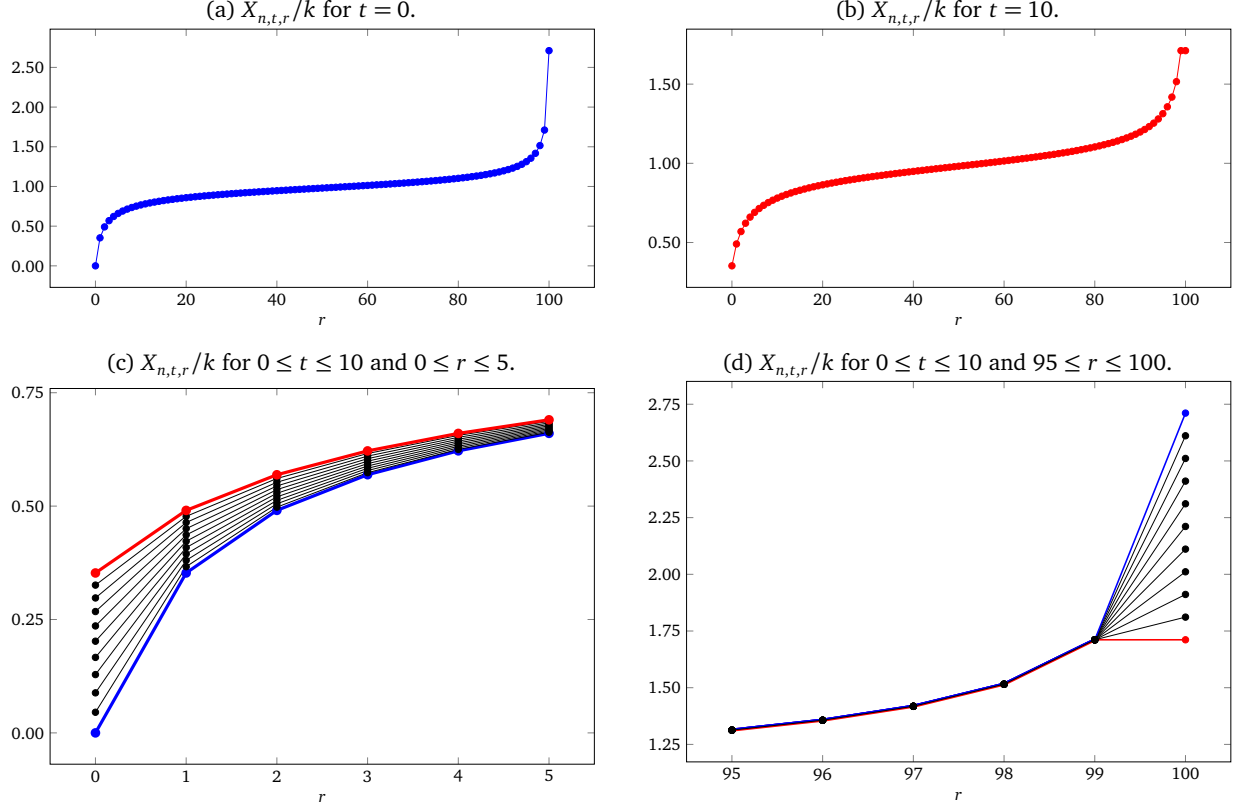 (a) X_{n,t,r}/k for t = 0.
2.50
2.00
1.50
1.00
0.50
0.00
0 20 40 60 80 100
r
(b) X_{n,t,r}/k for t = 10.
1.50
1.00
0.50
0 20 40 60 80 100
r
(c) X_{n,t,r}/k for 0 ≤ t ≤ 10 and 0 ≤ r ≤ 5.
0.75
0.50
0.25
0.00
0 1 2 3 4 5
r
(d) X_{n,t,r}/k for 0 ≤ t ≤ 10 and 95 ≤ r ≤ 100.
2.75
2.50
2.25
2.00
1.75
1.50
1.25
95 96 97 98 99 100
r